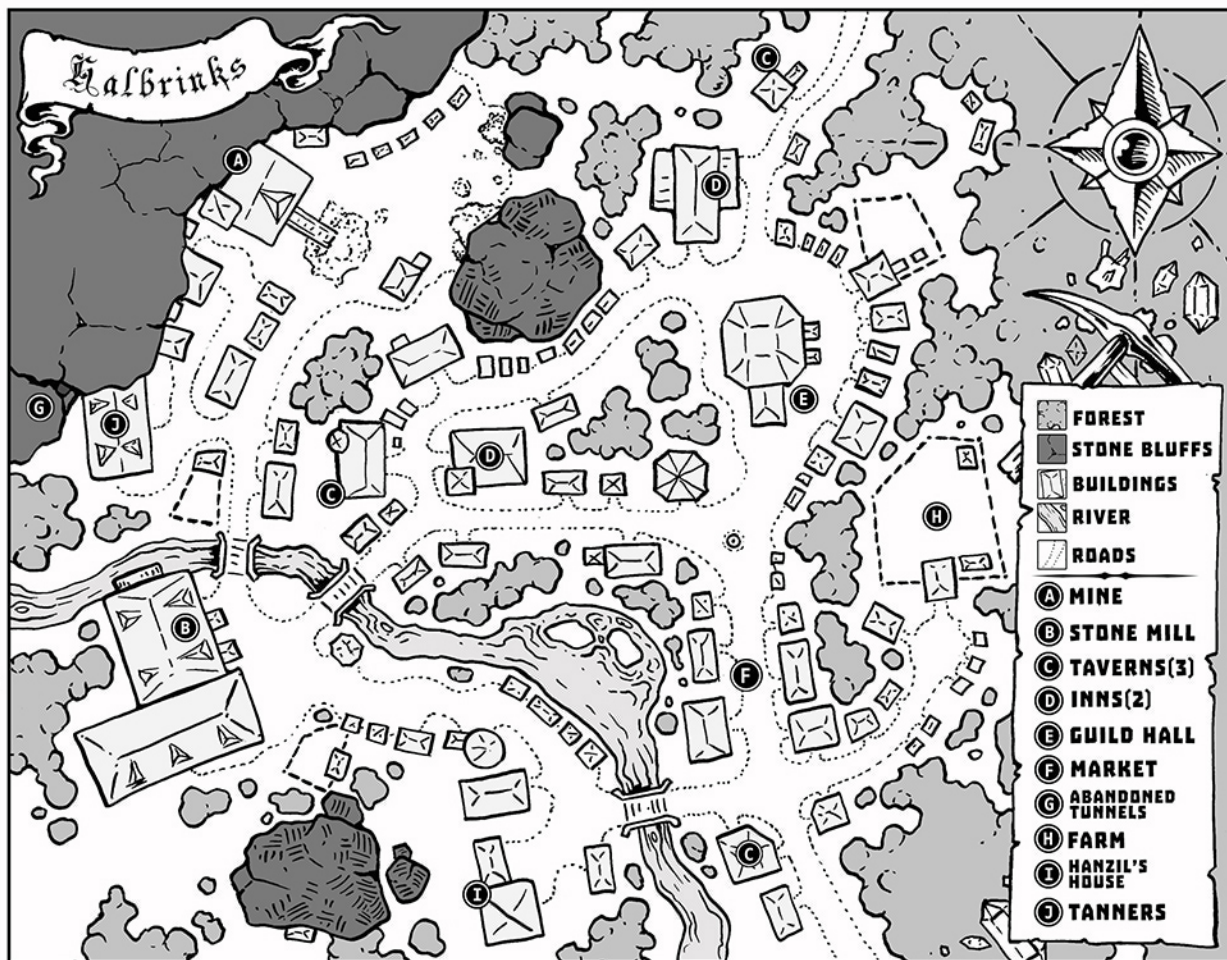 Kalbrinks
C
A
D
G
J
E
D
C
H
B
F
C
I
FOREST
STONE BLUFFS
BUILDINGS
RIVER
ROADS
A MINE
B STONE MILL
C TAVERNS(3)
D INNS(2)
E GUILD HALL
F MARKET
G ABANDONED
TUNNELS
H FARM
I HANZIL'S
HOUSE
J TANNERS